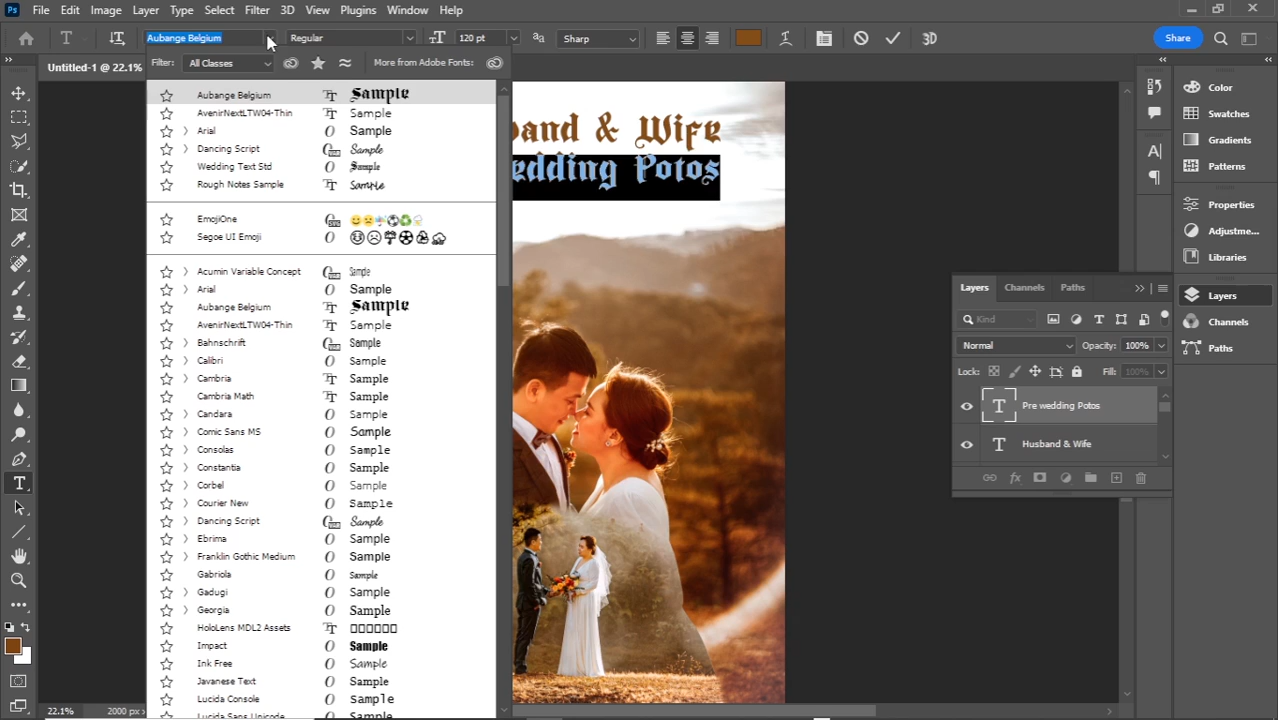 Ps File Edit Image Layer Type Select Filter 3D View Plugins Window Help
T Aubange Belgium Regular 120 pt aa Sharp Share
Untitled-1 @ 22.1%
Filter: All Classes More from Adobe Fonts:
Aubange Belgium Sample
AvenirNextLTW04-Thin Sample
Arial Sample
Dancing Script Sample
Wedding Text Std Sample
Rough Notes Sample Sample
EmojiOne
Segoe UI Emoji
Acumin Variable Concept Sample
Arial Sample
Aubange Belgium Sample
AvenirNextLTW04-Thin Sample
Bahnschrift Sample
Calibri Sample
Cambria Sample
Cambria Math Sample
Candara Sample
Comic Sans MS Sample
Consolas Sample
Constantia Sample
Corbel Sample
Courier New Sample
Dancing Script Sample
Ebrima Sample
Franklin Gothic Medium Sample
Gabriola Sample
Gadugi Sample
Georgia Sample
HoloLens MDL2 Assets
Impact Sample
Ink Free Sample
Javanese Text Sample
Lucida Console Sample
Lucida Sans Unicode Sample
band & Wife
edding Potos
Color
Swatches
Gradients
Patterns
Properties
Adjustme...
Libraries
Layers
Channels
Paths
Layers Channels Paths
Kind
Normal Opacity: 100%
Lock: Fill: 100%
T Pre wedding Potos
T Husband & Wife
fx
22.1% 2000 px